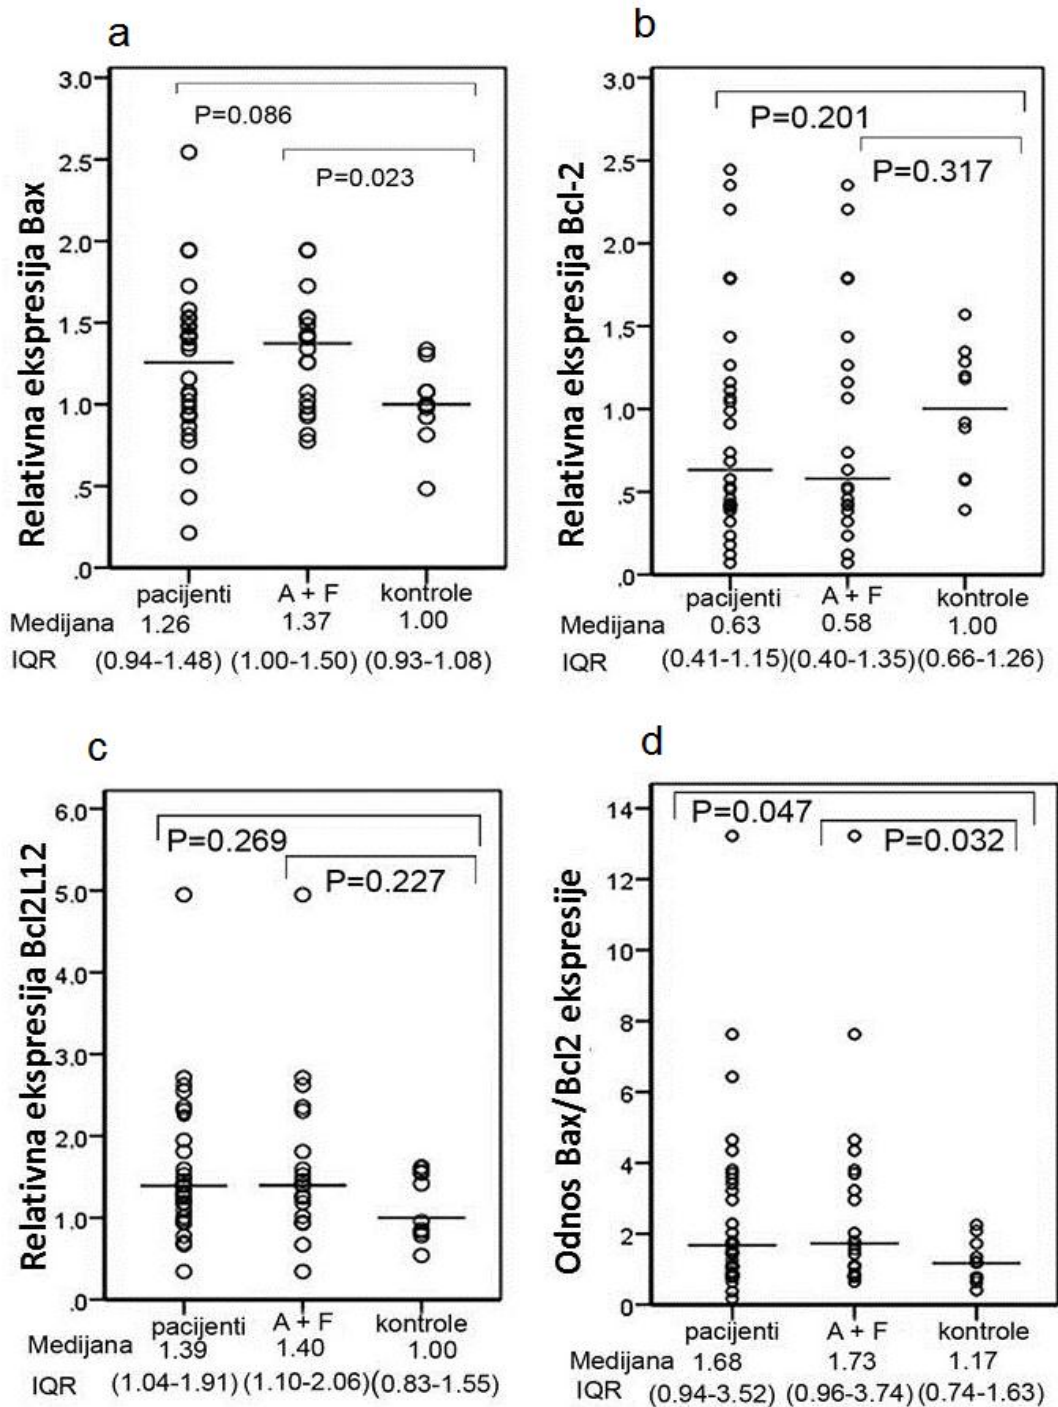 a
3.0
2.5
2.0
1.5
1.0
.5
.0
Relativna ekspresija Bax
P=0.086
P=0.023
pacijenti A + F kontrole
Medijana 1.26 1.37 1.00
IQR (0.94-1.48) (1.00-1.50) (0.93-1.08)
b
3.0
2.5
2.0
1.5
1.0
.5
.0
Relativna ekspresija Bcl-2
P=0.201
P=0.317
pacijenti A + F kontrole
Medijana 0.63 0.58 1.00
IQR (0.41-1.15)(0.40-1.35)(0.66-1.26)
c
6.0
5.0
4.0
3.0
2.0
1.0
.0
Relativna ekspresija Bcl2L12
P=0.269
P=0.227
pacijenti A + F kontrole
Medijana 1.39 1.40 1.00
IQR (1.04-1.91) (1.10-2.06)(0.83-1.55)
d
14
12
10
8
6
4
2
0
Odnos Bax/Bcl2 ekspresije
P=0.047
P=0.032
pacijenti A + F kontrole
Medijana 1.68 1.73 1.17
IQR (0.94-3.52) (0.96-3.74) (0.74-1.63)